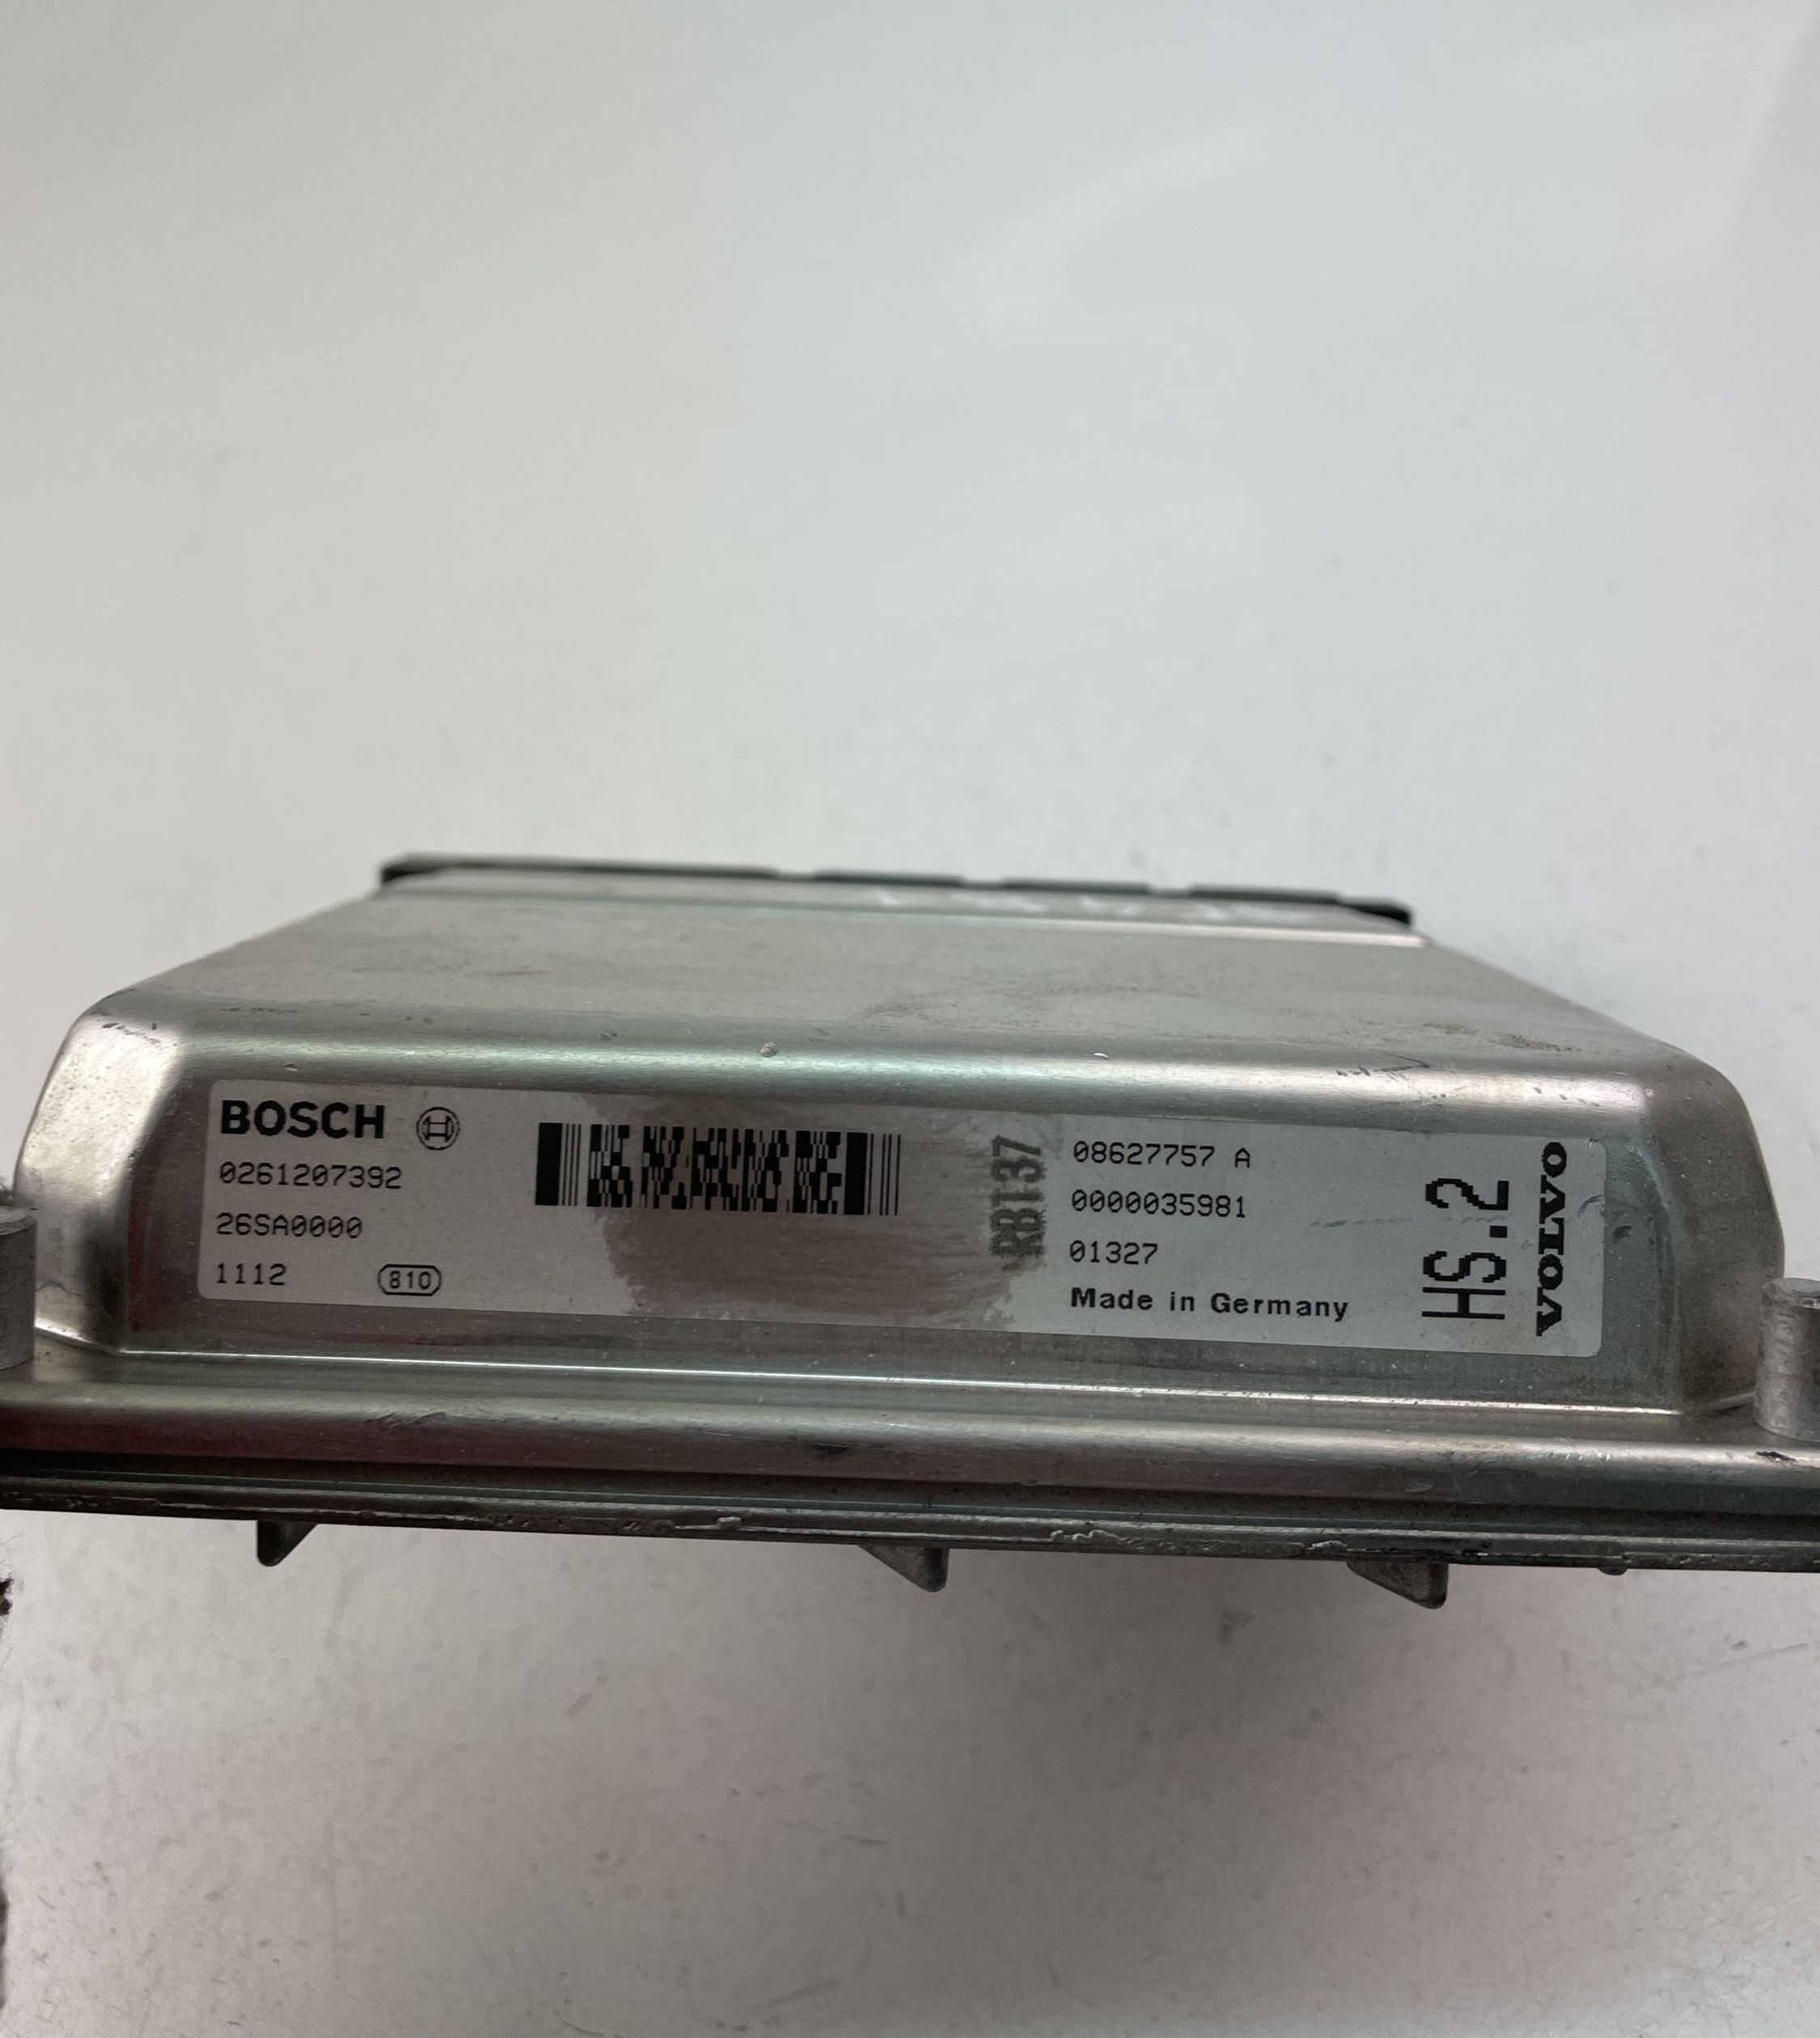 BOSCH
0261207392
26SA0000
1112
810
RB137
08627757 A
0000035981
01327
Made in Germany
HS.2
VOLVO